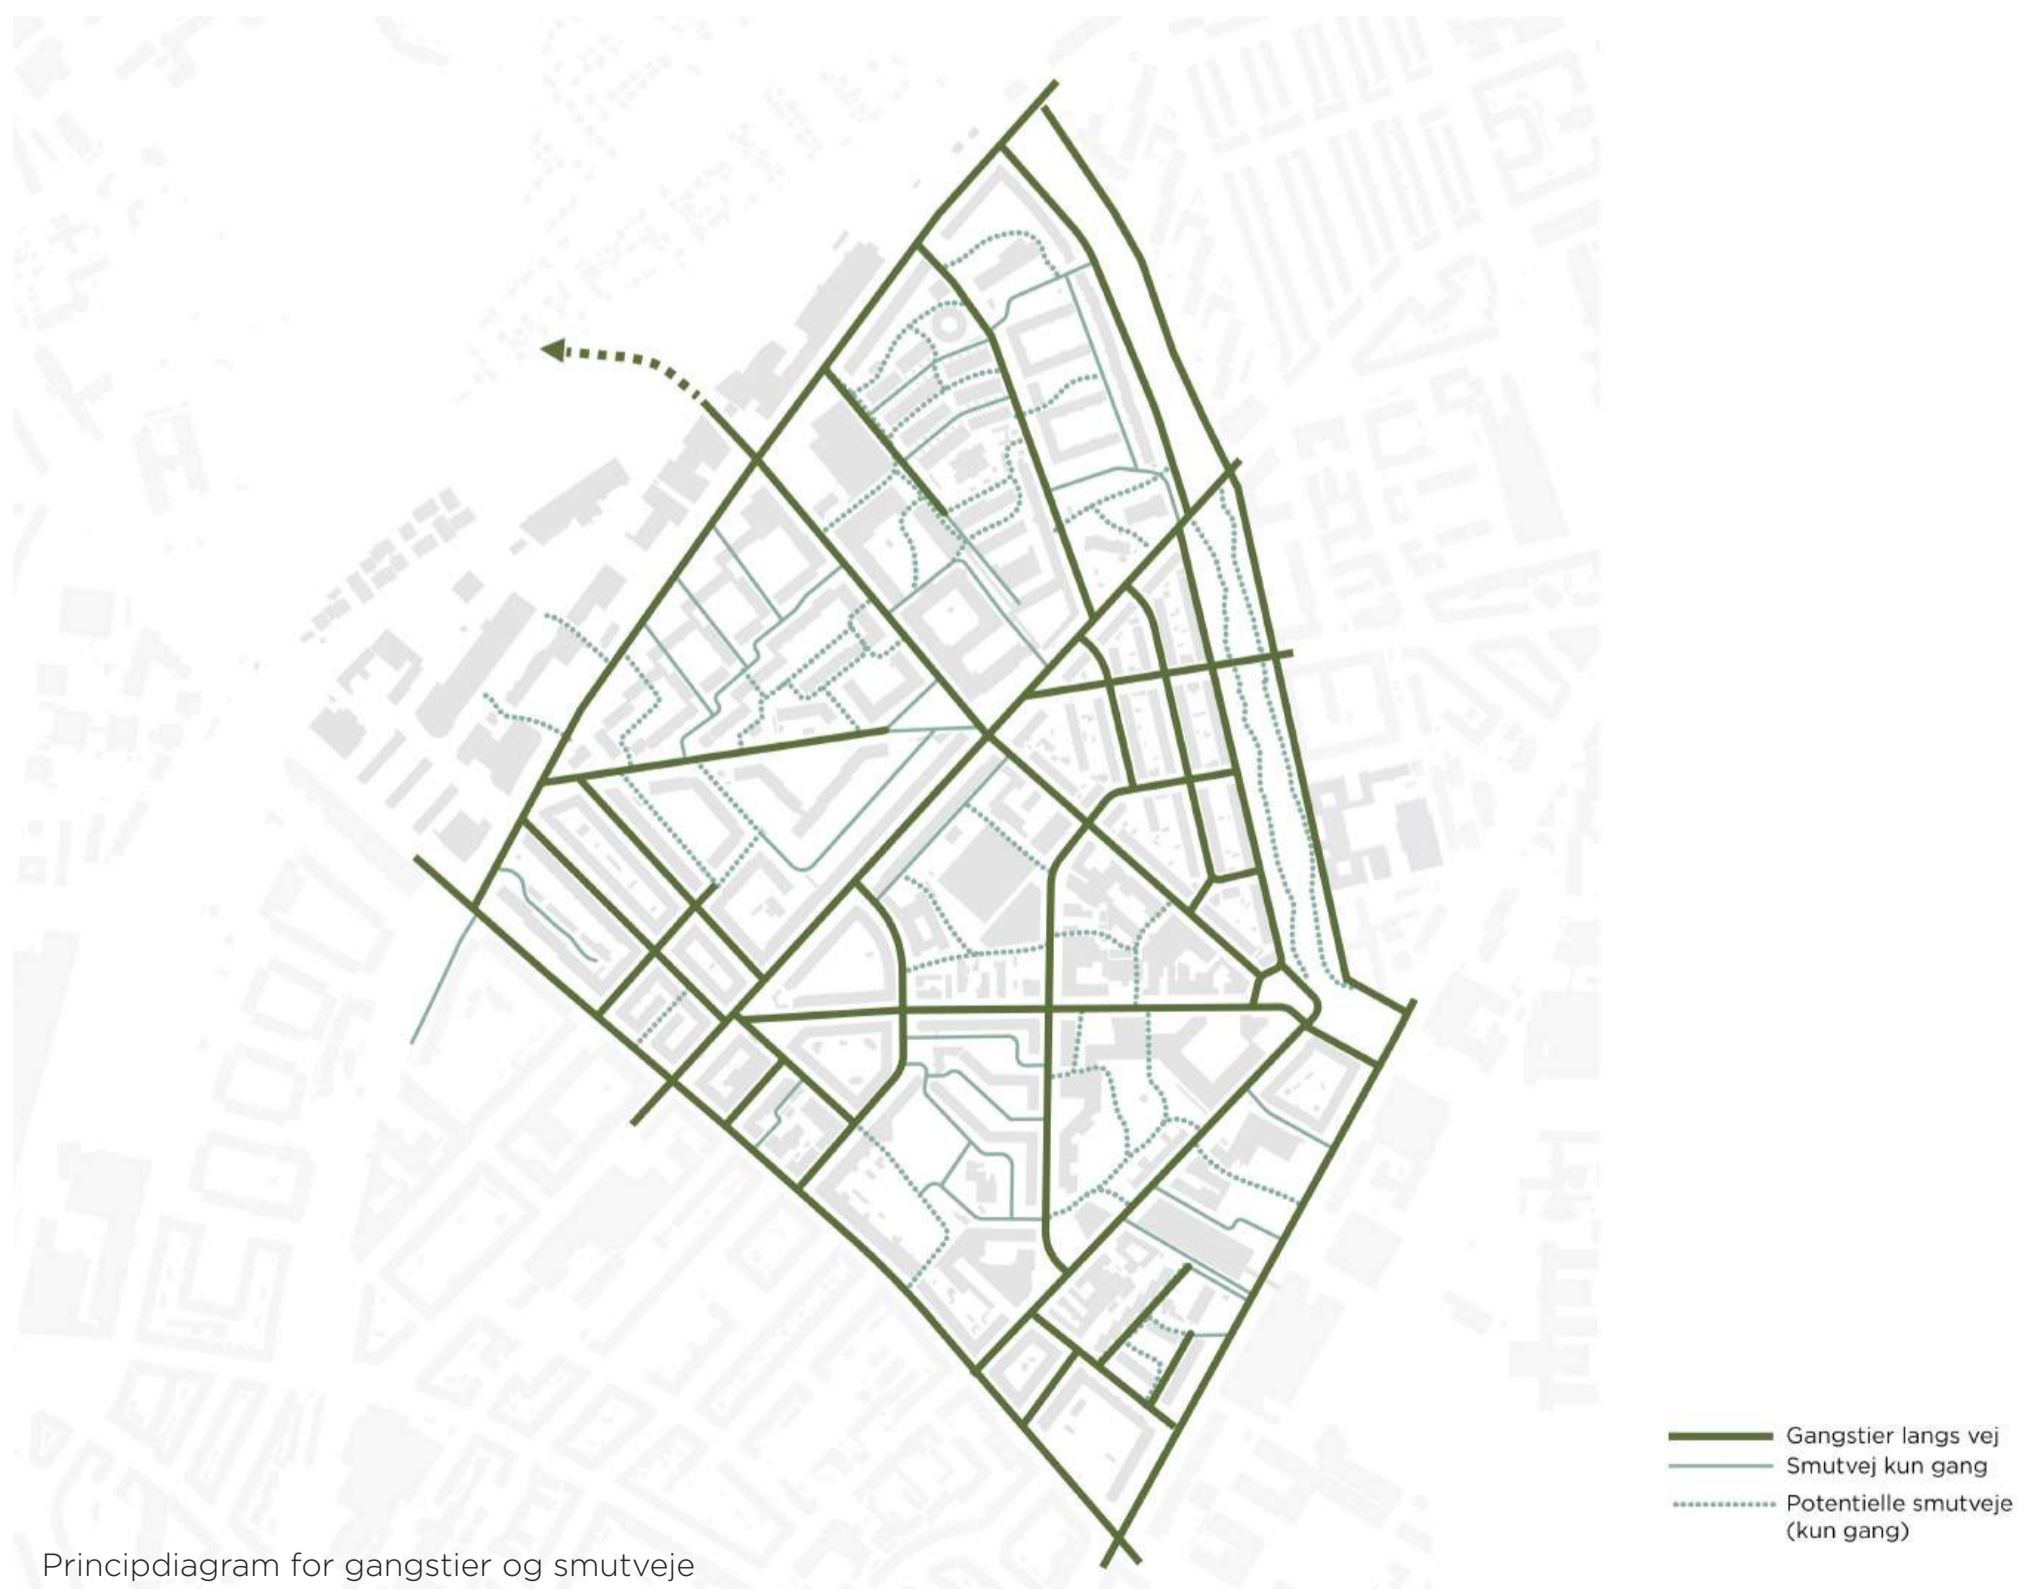 Gangstier langs vej
Smutvej kun gang
Potentielle smutveje
(kun gang)
Principdiagram for gangstier og smutveje